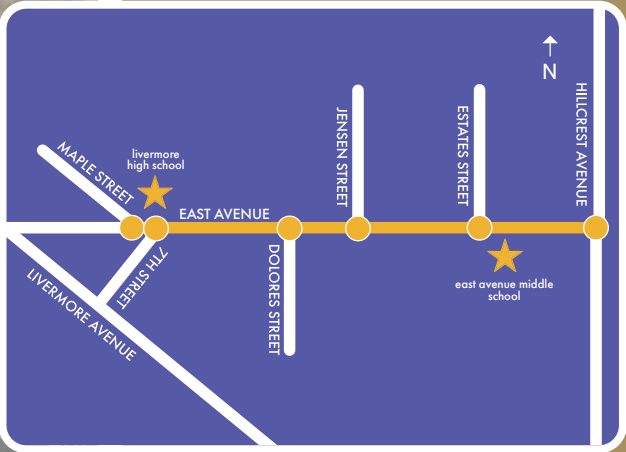 N
HILLCREST AVENUE
JENSEN STREET
ESTATES STREET
MAPLE STREET
livermore
high school
EAST AVENUE
7TH STREET
DOLORES STREET
LIVERMORE AVENUE
east avenue middle
school